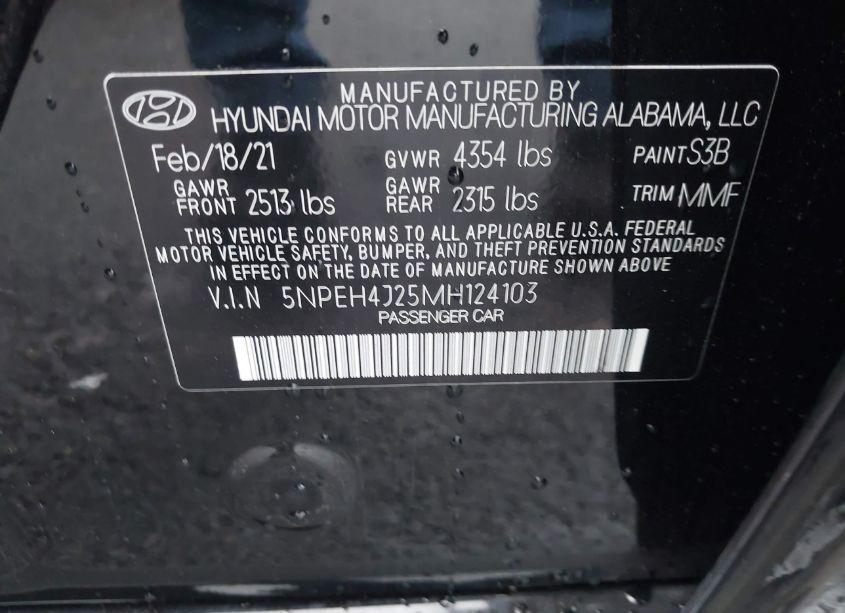 MANUFACTURED BY
HYUNDAI MOTOR MANUFACTURING ALABAMA, LLC
Feb/18/21 GVWR 4354 lbs PAINT S3B
GAWR FRONT 2513 lbs GAWR REAR 2315 lbs TRIM MMF
THIS VEHICLE CONFORMS TO ALL APPLICABLE U.S.A. FEDERAL
MOTOR VEHICLE SAFETY, BUMPER, AND THEFT PREVENTION STANDARDS
IN EFFECT ON THE DATE OF MANUFACTURE SHOWN ABOVE
V.I.N 5NPEH4J25MH124103
PASSENGER CAR